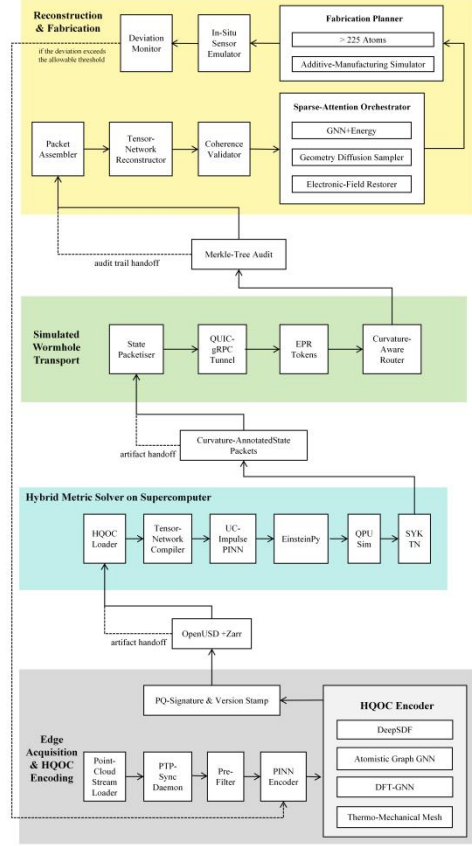 Reconstruction
& Fabrication
Deviation
Monitor
In-Situ
Sensor
Emulator
Fabrication Planner
> 225 Atoms
Additive-Manufacturing Simulator
if the deviation exceeds
the allowable threshold
Packet
Assembler
Tensor-
Network
Reconstructor
Coherence
Validator
Sparse-Attention Orchestrator
GNN+Energy
Geometry Diffusion Sampler
Electronic-Field Restorer
audit trail handoff
Merkle-Tree Audit
Simulated
Wormhole
Transport
State
Packetiser
QUIC-
gRPC
Tunnel
EPR
Tokens
Curvature-
Aware
Router
artifact handoff
Curvature-AnnotatedState
Packets
Hybrid Metric Solver on Supercomputer
HQOC
Loader
Tensor-
Network
Compiler
UC-
Impulse
PINN
EinsteinPy
QPU
Sim
SYK
TN
artifact handoff
OpenUSD +Zarr
PQ-Signature & Version Stamp
Edge
Acquisition
& HQOC
Encoding
Point-
Cloud
Stream
Loader
PTP-
Sync
Daemon
Pre-
Filter
PINN
Encoder
HQOC Encoder
DeepSDF
Atomistic Graph GNN
DFT-GNN
Thermo-Mechanical Mesh